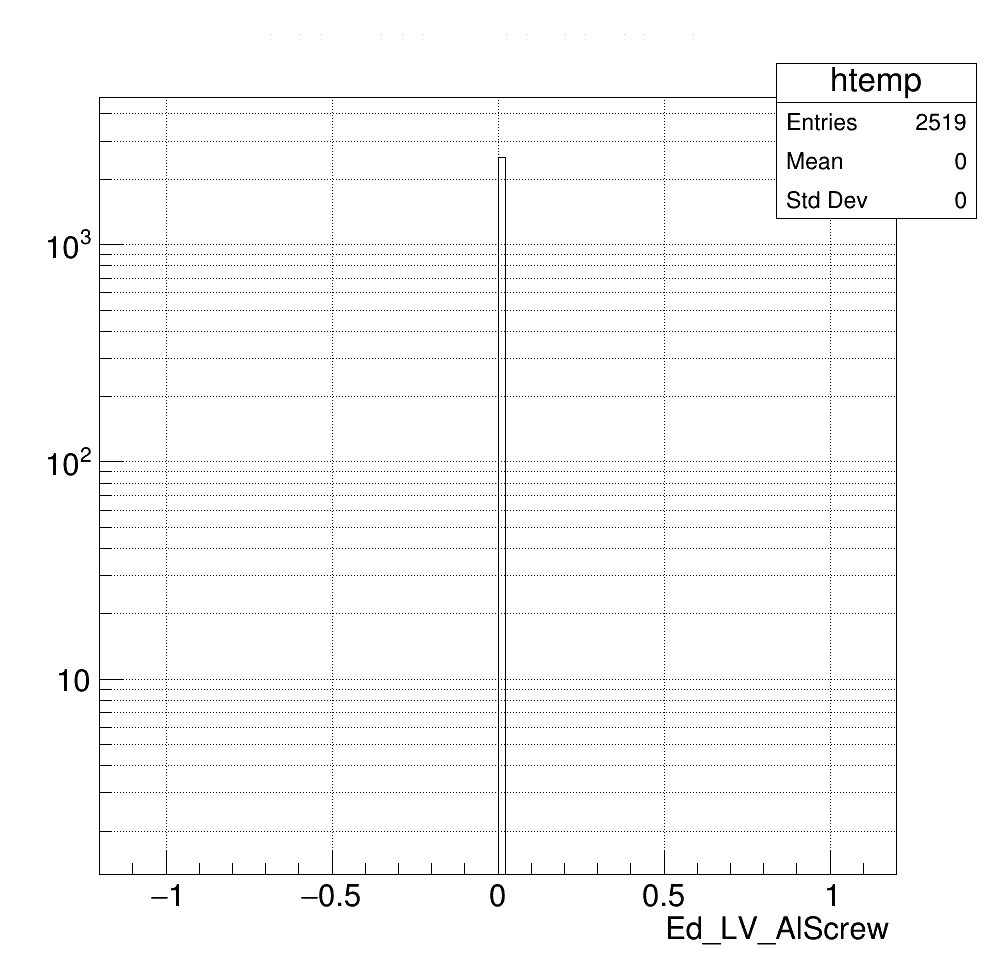 htemp
Entries 2519
Mean 0
Std Dev 0
10³
10²
10
−1 −0.5 0 0.5 1
Ed_LV_AlScrew